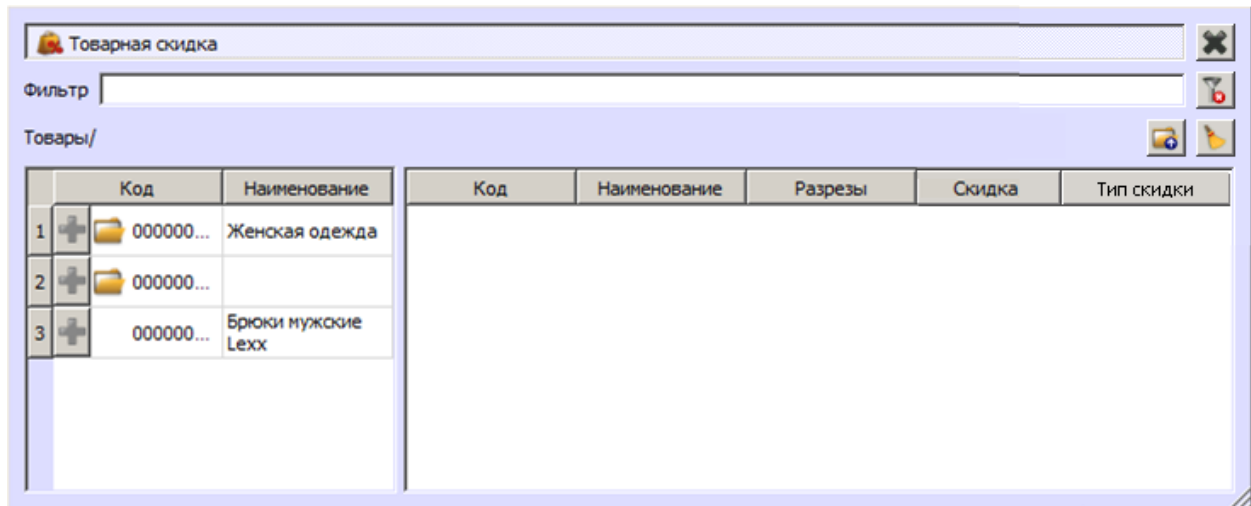 Товарная скидка
Фильтр
Товары/
Код Наименование Код Наименование Разрезы Скидка Тип скидки
1 000000... Женская одежда
2 000000...
3 000000... Брюки мужские
Lexx